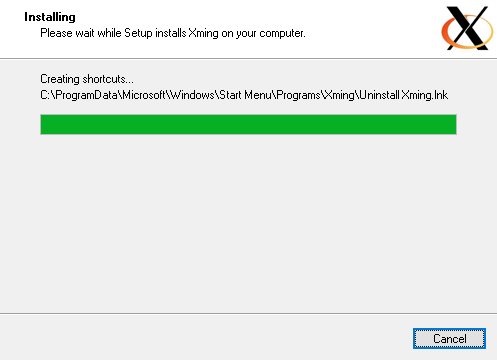 Installing
Please wait while Setup installs Xming on your computer.
Creating shortcuts...
C:\ProgramData\Microsoft\Windows\Start Menu\Programs\Xming\Uninstall Xming.lnk
Cancel